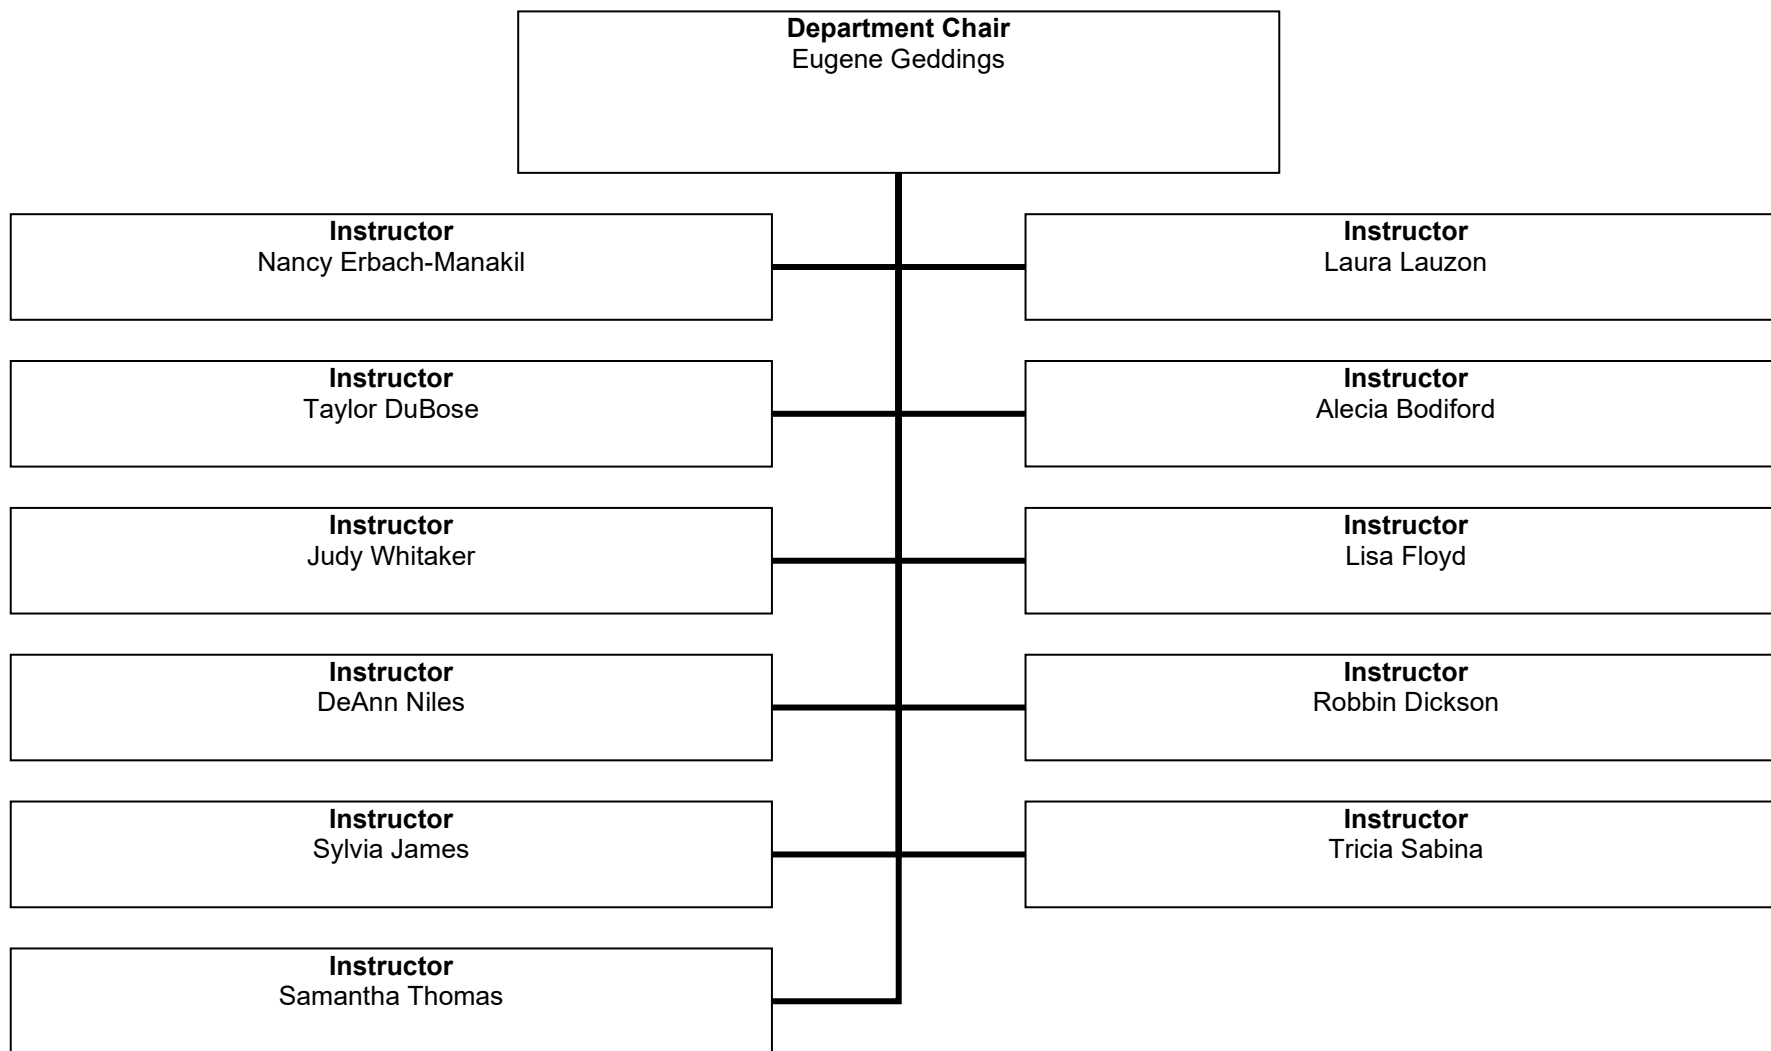 Department Chair
Eugene Geddings
Instructor
Nancy Erbach-Manakil
Instructor
Laura Lauzon
Instructor
Taylor DuBose
Instructor
Alecia Bodiford
Instructor
Judy Whitaker
Instructor
Lisa Floyd
Instructor
DeAnn Niles
Instructor
Robbin Dickson
Instructor
Sylvia James
Instructor
Tricia Sabina
Instructor
Samantha Thomas